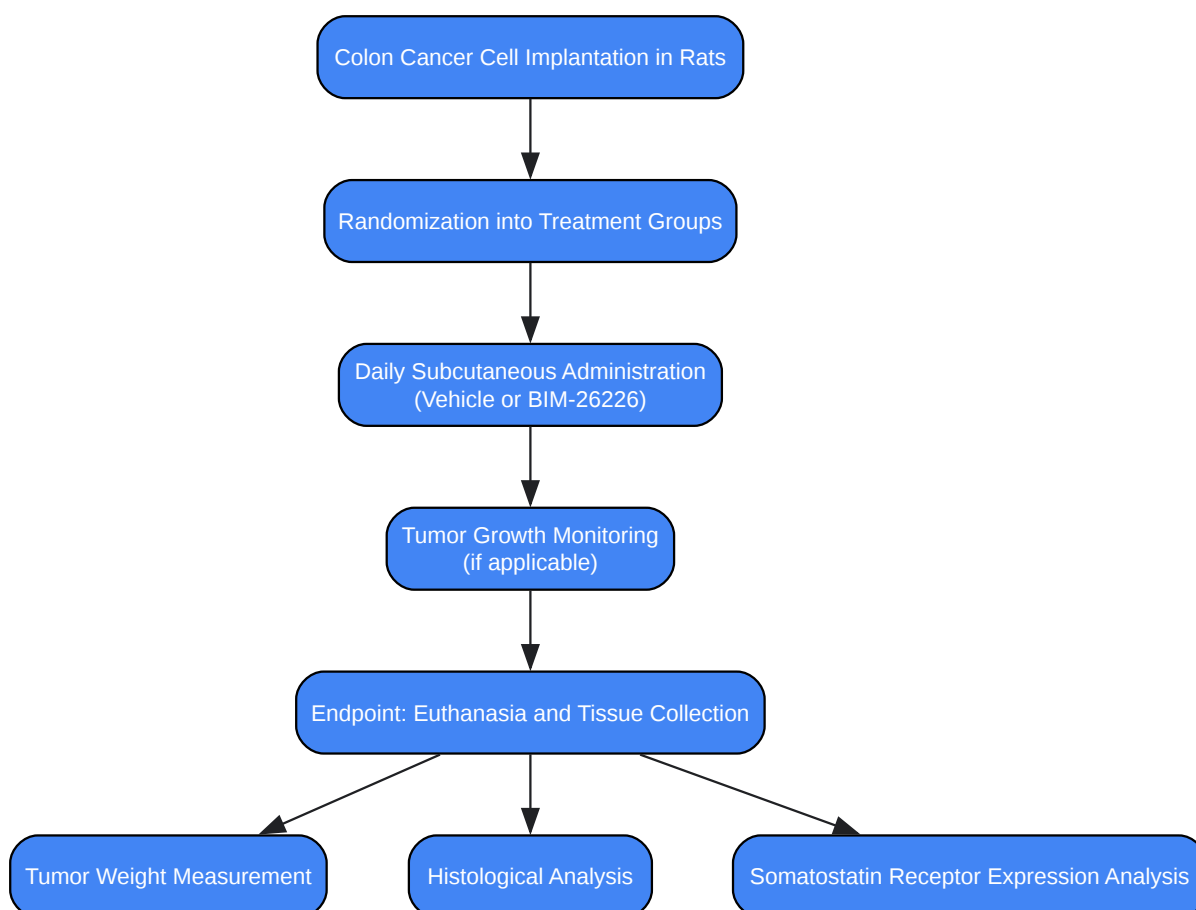 Colon Cancer Cell Implantation in Rats
Randomization into Treatment Groups
Daily Subcutaneous Administration
(Vehicle or BIM-26226)
Tumor Growth Monitoring
(if applicable)
Endpoint: Euthanasia and Tissue Collection
Tumor Weight Measurement
Histological Analysis
Somatostatin Receptor Expression Analysis